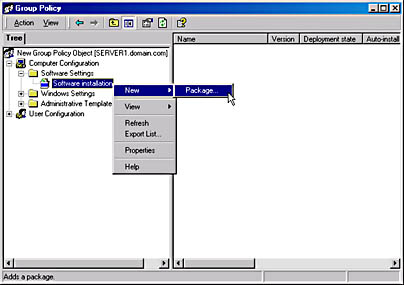 Group Policy
Action View
Tree
Name Version Deployment state Auto-install
New Group Policy Object [SERVER1.domain.com]
Computer Configuration
Software Settings
Software installation
Windows Settings
Administrative Template
User Configuration
New
Package...
View
Refresh
Export List...
Properties
Help
Adds a package.